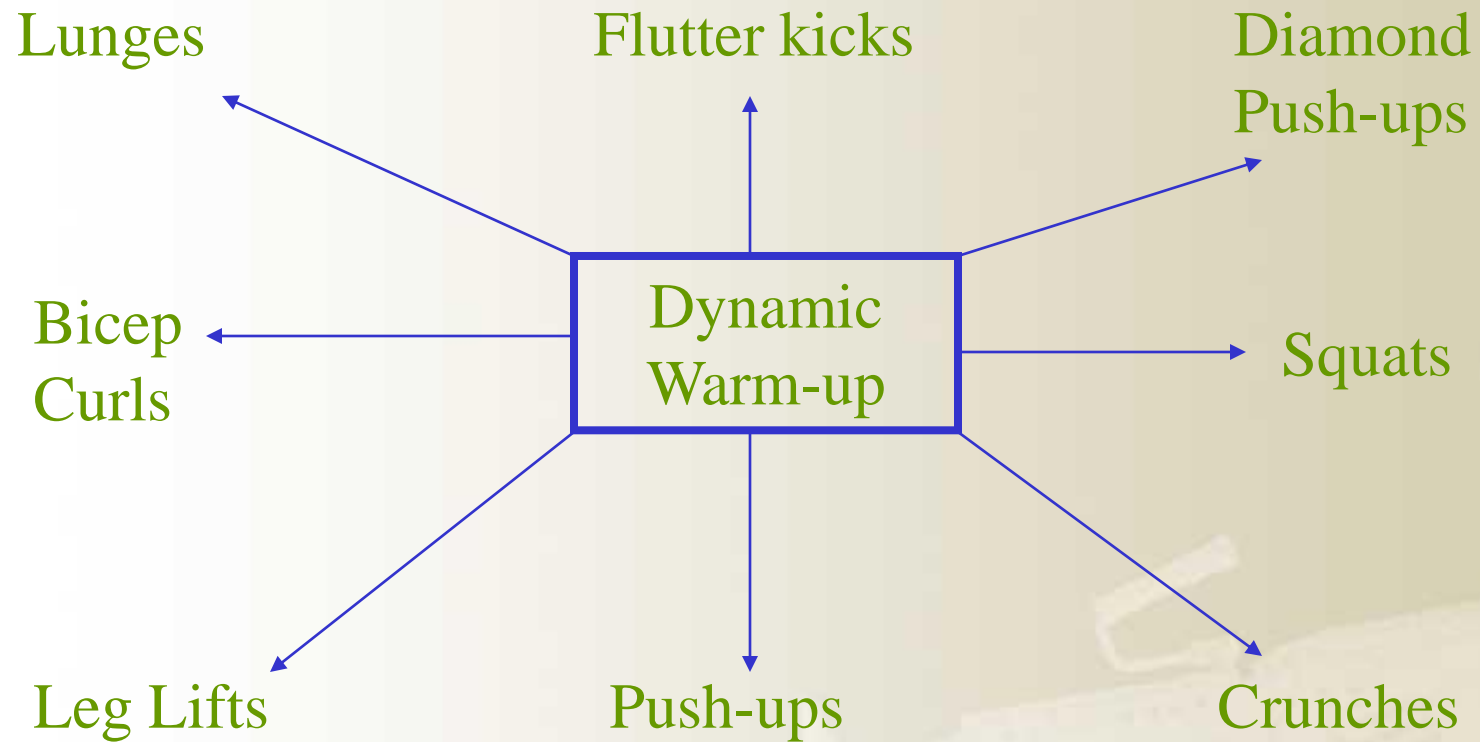 Lunges
Flutter kicks
Diamond
Push-ups
Bicep
Curls
Dynamic
Warm-up
Squats
Leg Lifts
Push-ups
Crunches